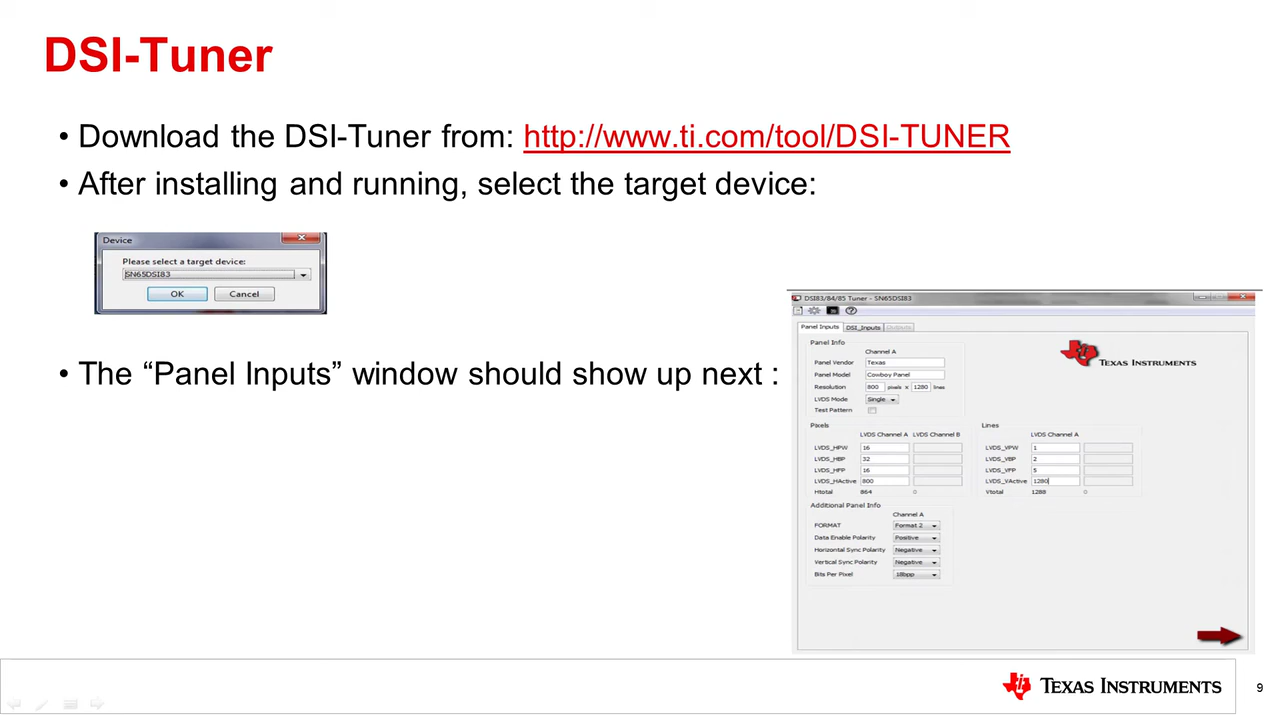 DSI-Tuner
• Download the DSI-Tuner from: http://www.ti.com/tool/DSI-TUNER
• After installing and running, select the target device:
Device
Please select a target device:
SN65DSI83
OK Cancel
• The “Panel Inputs” window should show up next :
DSI83/84/85 Tuner - SN65DSI83
Panel Inputs DSI_Inputs Outputs
Panel Info
Channel A
Panel Vendor Texas
Panel Model Cowboy Panel
Resolution 800 pixels X 1280 lines
LVDS Mode Single
Test Pattern
TEXAS INSTRUMENTS
Pixels
LVDS Channel A LVDS Channel B
LVDS_HPW 16
LVDS_HBP 32
LVDS_HFP 16
LVDS_HActive 800
Htotal 864 0
Lines
LVDS Channel A
LVDS_VPW 1
LVDS_VBP 2
LVDS_VFP 5
LVDS_VActive 1280
Vtotal 1288 0
Additional Panel Info
Channel A
FORMAT Format 2
Data Enable Polarity Positive
Horizontal Sync Polarity Negative
Vertical Sync Polarity Negative
Bits Per Pixel 18bpp
TEXAS INSTRUMENTS
9